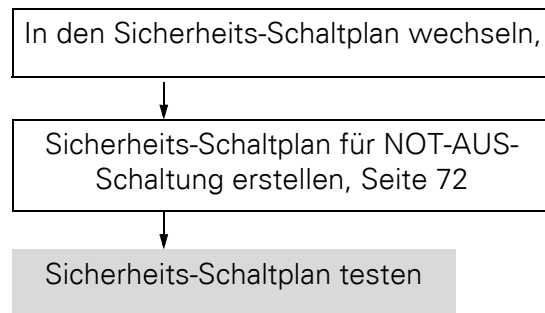 In den Sicherheits-Schaltplan wechseln,
Sicherheits-Schaltplan für NOT-AUS-
Schaltung erstellen, Seite 72
Sicherheits-Schaltplan testen